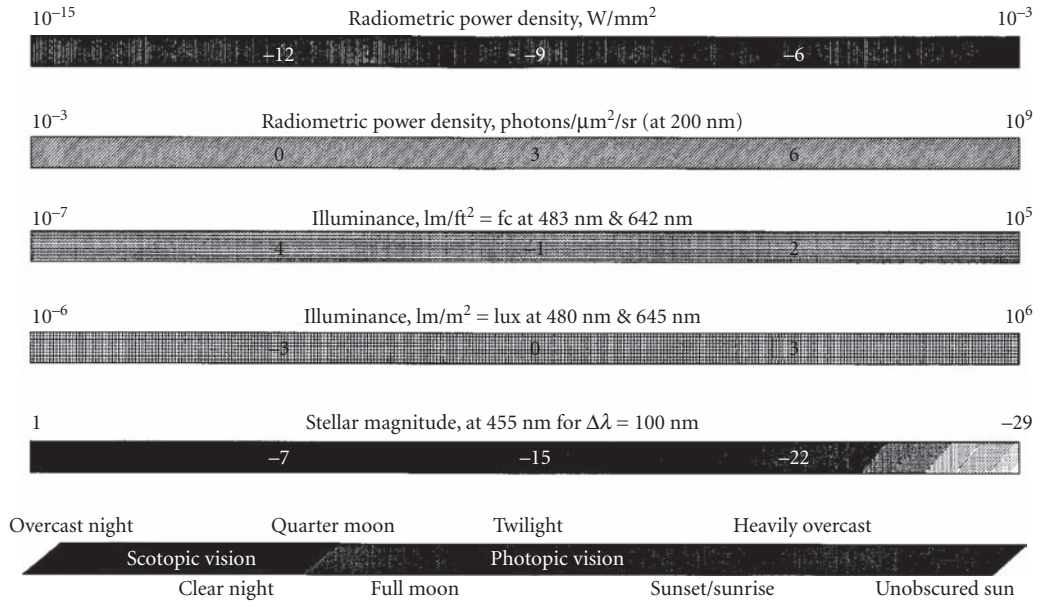 Radiometric power density, W/mm²
10⁻¹⁵ 10⁻³
−12 −9 −6
10⁻³ Radiometric power density, photons/μm²/sr (at 200 nm) 10⁹
0 3 6
10⁻⁷ Illuminance, lm/ft² = fc at 483 nm & 642 nm 10⁵
4 −1 2
10⁻⁶ Illuminance, lm/m² = lux at 480 nm & 645 nm 10⁶
−3 0 3
1 Stellar magnitude, at 455 nm for Δλ = 100 nm −29
−7 −15 −22
Overcast night Quarter moon Twilight Heavily overcast
Scotopic vision Photopic vision
Clear night Full moon Sunset/sunrise Unobscured sun